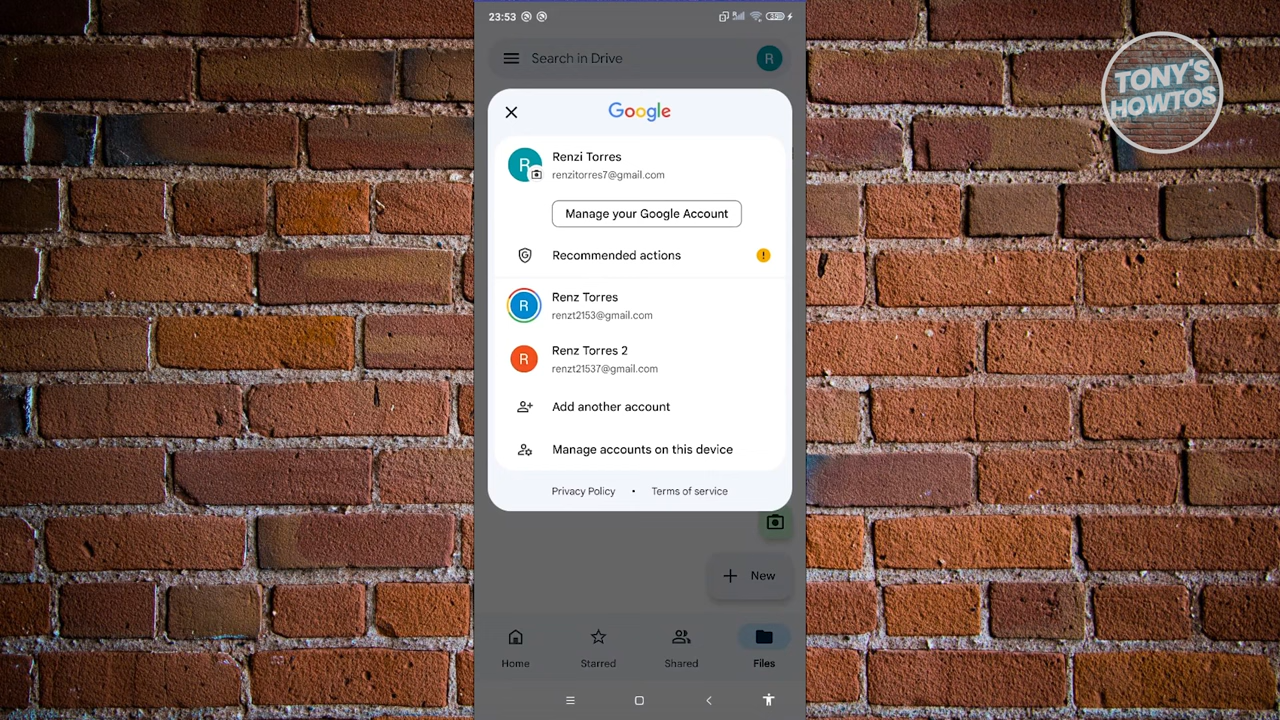 23:53
Search in Drive
R
TONY'S
HOWTOS
Google
R
Renzi Torres
renzitorres7@gmail.com
Manage your Google Account
Recommended actions
R
Renz Torres
renzt2153@gmail.com
R
Renz Torres 2
renzt21537@gmail.com
Add another account
Manage accounts on this device
Privacy Policy • Terms of service
New
Home
Starred
Shared
Files